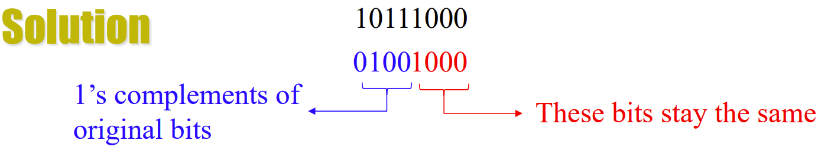 Solution
10111000
01001000
1’s complements of
original bits
These bits stay the same